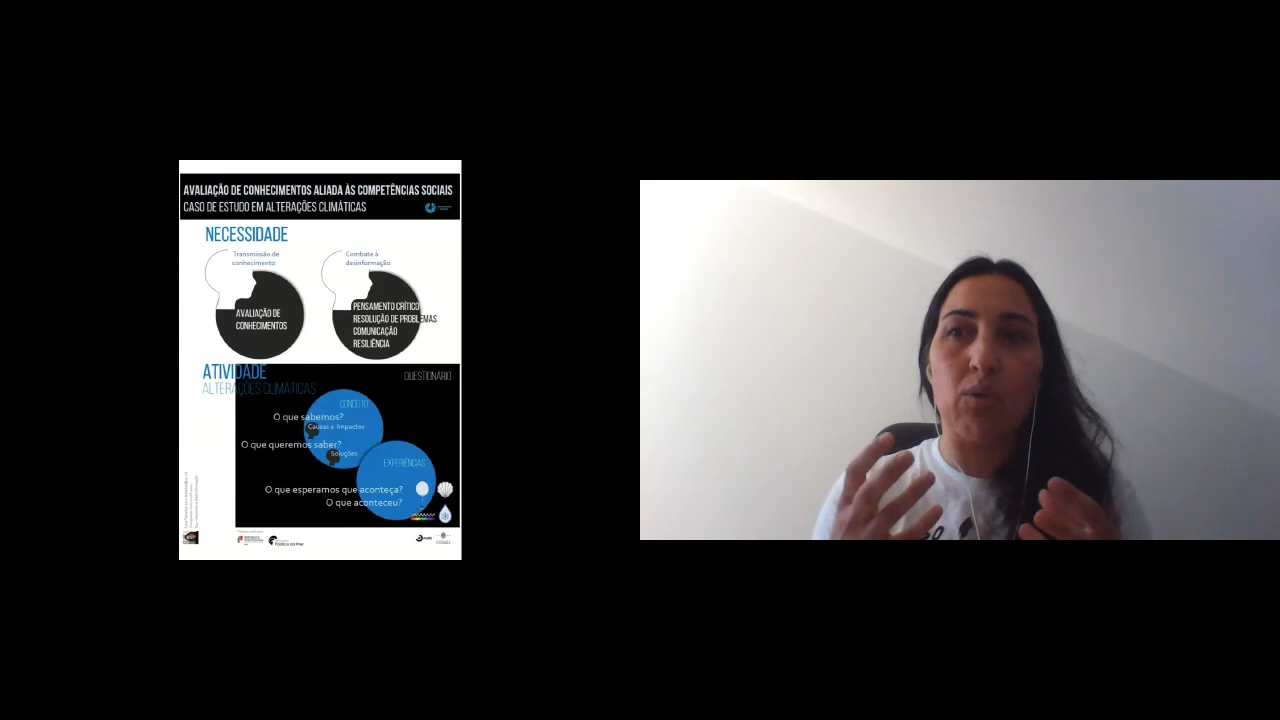 AVALIAÇÃO DE CONHECIMENTOS ALIADA ÀS COMPETÊNCIAS SOCIAIS
CASO DE ESTUDO EM ALTERAÇÕES CLIMÁTICAS
NECESSIDADE
Transmissão de
conhecimento
AVALIAÇÃO DE
CONHECIMENTOS
Combate à
desinformação
PENSAMENTO CRÍTICO
RESOLUÇÃO DE PROBLEMAS
COMUNICAÇÃO
RESILIÊNCIA
ATIVIDADE
ALTERAÇÕES CLIMÁTICAS
QUESTIONÁRIO
CONCEITO
O que sabemos?
Causas e Impactos
O que queremos saber?
Soluções
EXPERIÊNCIAS
O que esperamos que aconteça?
O que aconteceu?
Política do Mar